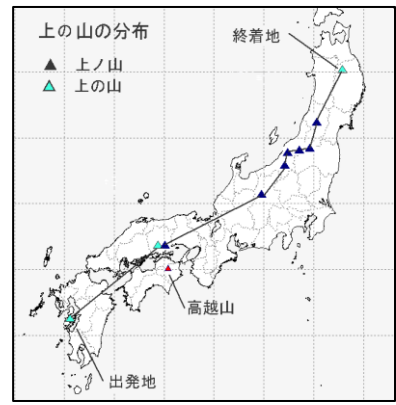 上の山の分布
終着地
上ノ山
上の山
高越山
出発地